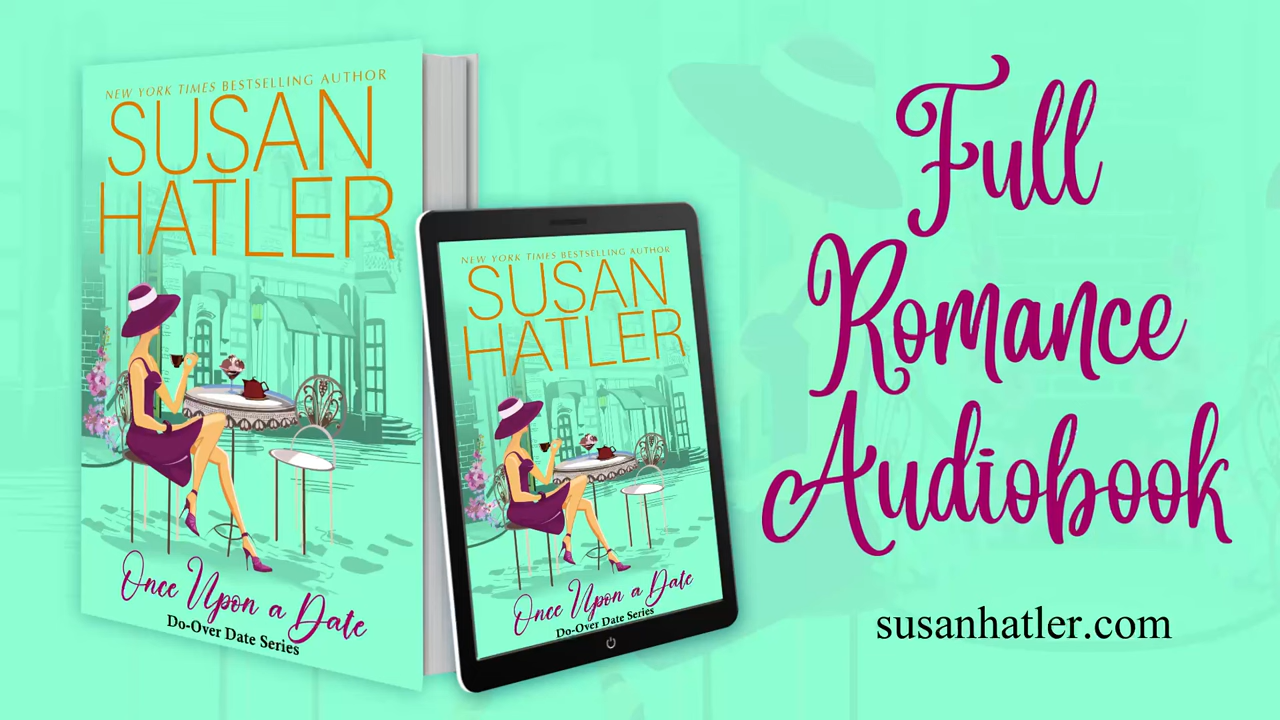 NEW YORK TIMES BESTSELLING AUTHOR
SUSAN
HATLER
Once Upon a Date
Do-Over Date Series
NEW YORK TIMES BESTSELLING AUTHOR
SUSAN
HATLER
Once Upon a Date
Do-Over Date Series
Full
Romance
Audiobook
susanhatler.com